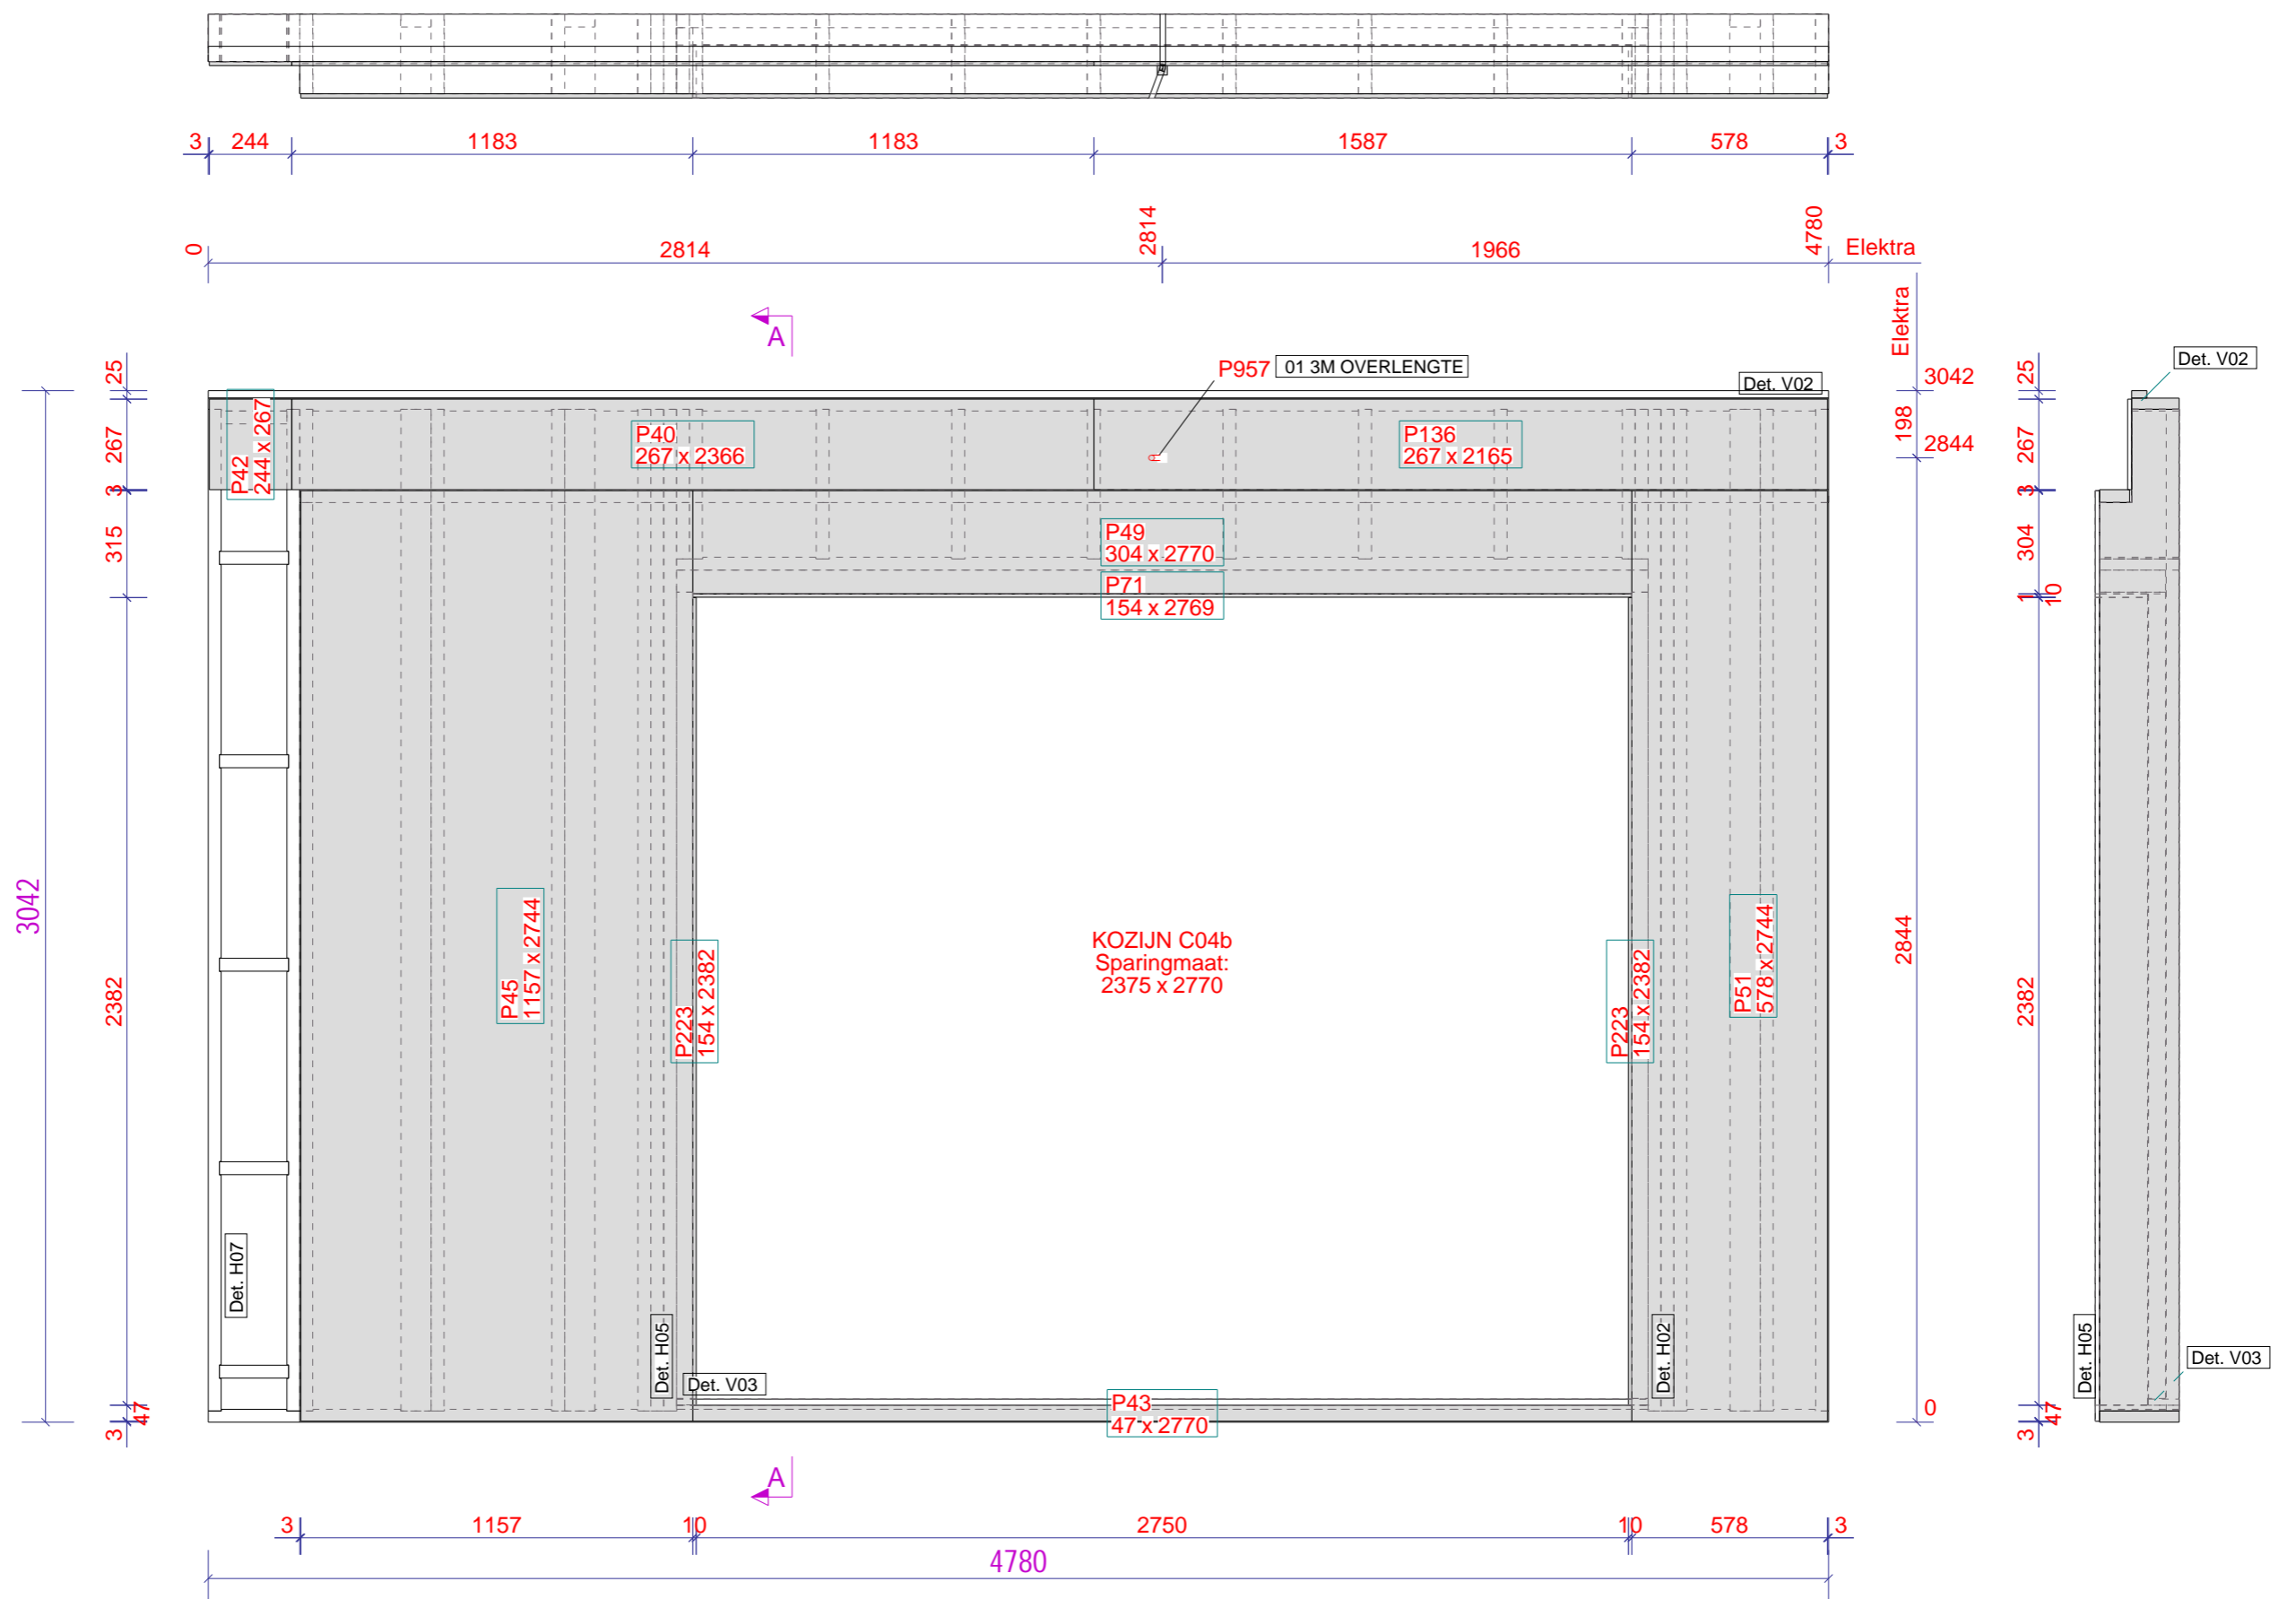 3 244 1183 1183 1587 578 3
0 2814 2814 1966 4780 Elektra
Elektra
A
P957 01 3M OVERLENGTE
Det. V02
Det. V02
25
267
3
315
2382
47
3
3042
P42
244 x 267
P40
267 x 2366
P136
267 x 2165
3042
198
2844
2844
0
25
267
3
304
1
10
2382
47
3
P49
304 x 2770
P71
154 x 2769
P45
1157 x 2744
P223
154 x 2382
KOZIJN C04b
Sparingmaat:
2375 x 2770
P223
154 x 2382
P51
578 x 2744
Det. H07
Det. H05
Det. V03
Det. H02
Det. H05
Det. V03
P43
47 x 2770
A
3 1157 10 2750 10 578 3
4780